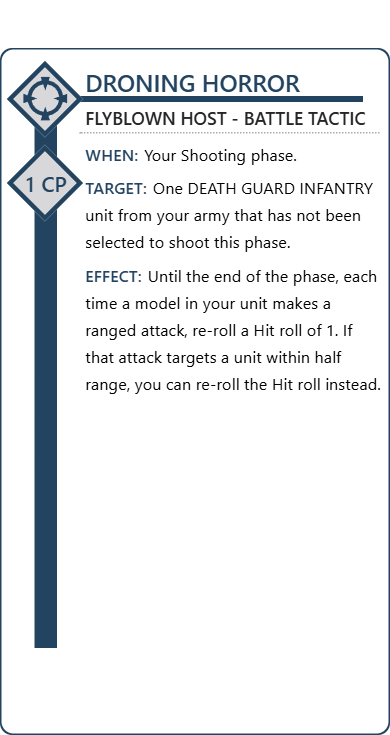 DRONING HORROR
FLYBLOWN HOST - BATTLE TACTIC
WHEN: Your Shooting phase.
1 CP
TARGET: One DEATH GUARD INFANTRY
unit from your army that has not been
selected to shoot this phase.
EFFECT: Until the end of the phase, each
time a model in your unit makes a
ranged attack, re-roll a Hit roll of 1. If
that attack targets a unit within half
range, you can re-roll the Hit roll instead.